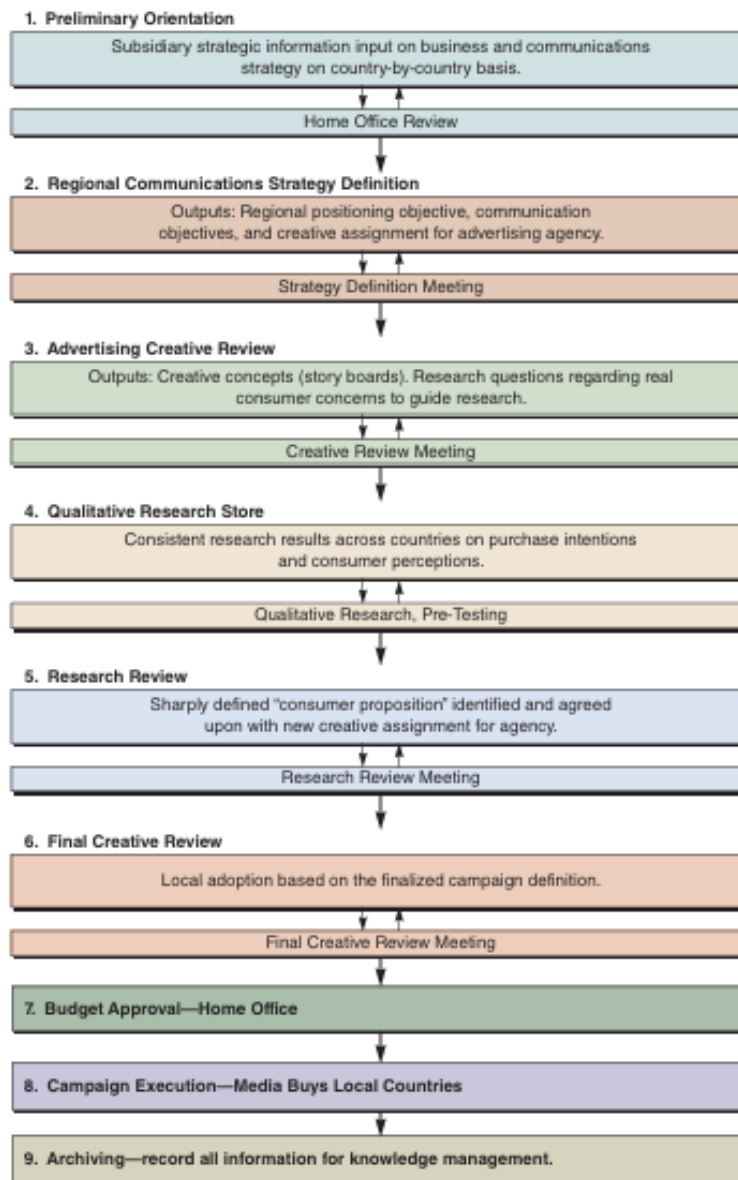 1. Preliminary Orientation
Subsidiary strategic information input on business and communications
strategy on country-by-country basis.
Home Office Review
2. Regional Communications Strategy Definition
Outputs: Regional positioning objective, communication
objectives, and creative assignment for advertising agency.
Strategy Definition Meeting
3. Advertising Creative Review
Outputs: Creative concepts (story boards). Research questions regarding real
consumer concerns to guide research.
Creative Review Meeting
4. Qualitative Research Store
Consistent research results across countries on purchase intentions
and consumer perceptions.
Qualitative Research, Pre-Testing
5. Research Review
Sharply defined “consumer proposition” identified and agreed
upon with new creative assignment for agency.
Research Review Meeting
6. Final Creative Review
Local adoption based on the finalized campaign definition.
Final Creative Review Meeting
7. Budget Approval—Home Office
8. Campaign Execution—Media Buys Local Countries
9. Archiving—record all information for knowledge management.